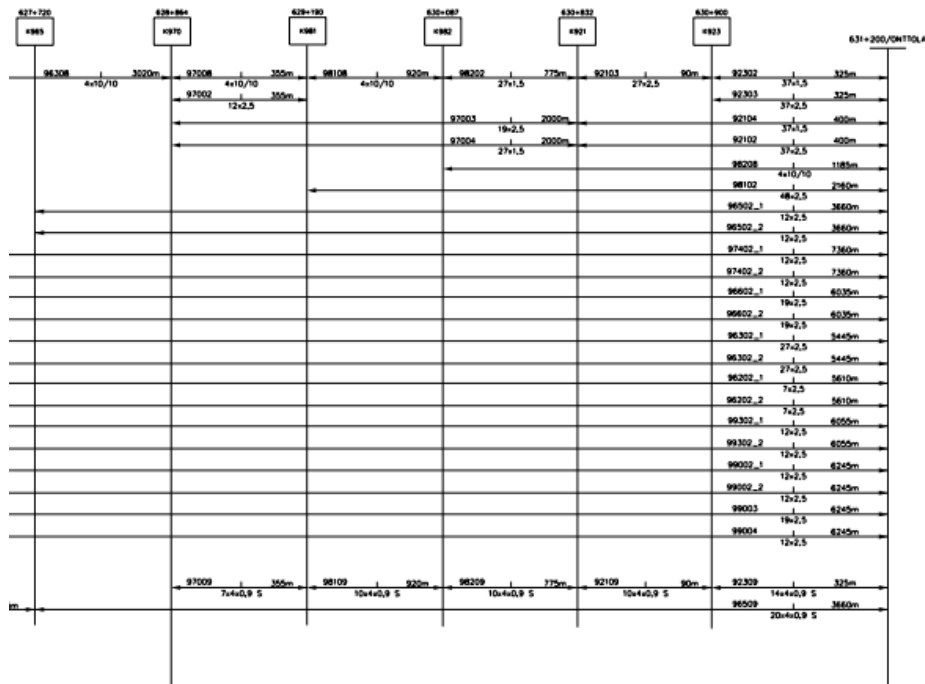 627+720 628+864 629+190 630+087 630+832 630+900
K965 K970 K981 K982 K921 K923
631+200/ONTTOLA
96308 3020m 97008 355m 98108 920m 98202 775m 92103 90m 92302 325m
4x10/10 4x10/10 4x10/10 27x1,5 27x2,5 37x1,5
97002 355m 92303 325m
12x2,5 37x2,5
97003 2000m 92104 400m
19x2,5 37x1,5
97004 2000m 92102 400m
27x1,5 37x2,5
98208 1185m
4x10/10
98102 2160m
48x2,5
96502_1 3660m
12x2,5
96502_2 3660m
12x2,5
97402_1 7360m
12x2,5
97402_2 7360m
12x2,5
96602_1 6035m
19x2,5
96602_2 6035m
19x2,5
96302_1 5445m
27x2,5
96302_2 5445m
27x2,5
96202_1 5610m
7x2,5
96202_2 5610m
7x2,5
99302_1 6055m
12x2,5
99302_2 6055m
12x2,5
99002_1 6245m
12x2,5
99002_2 6245m
12x2,5
99003 6245m
19x2,5
99004 6245m
12x2,5
97009 355m 98109 920m 98209 775m 92109 90m 92309 325m
7x4x0,9 S 10x4x0,9 S 10x4x0,9 S 10x4x0,9 S 14x4x0,9 S
m 96509 3660m
20x4x0,9 S